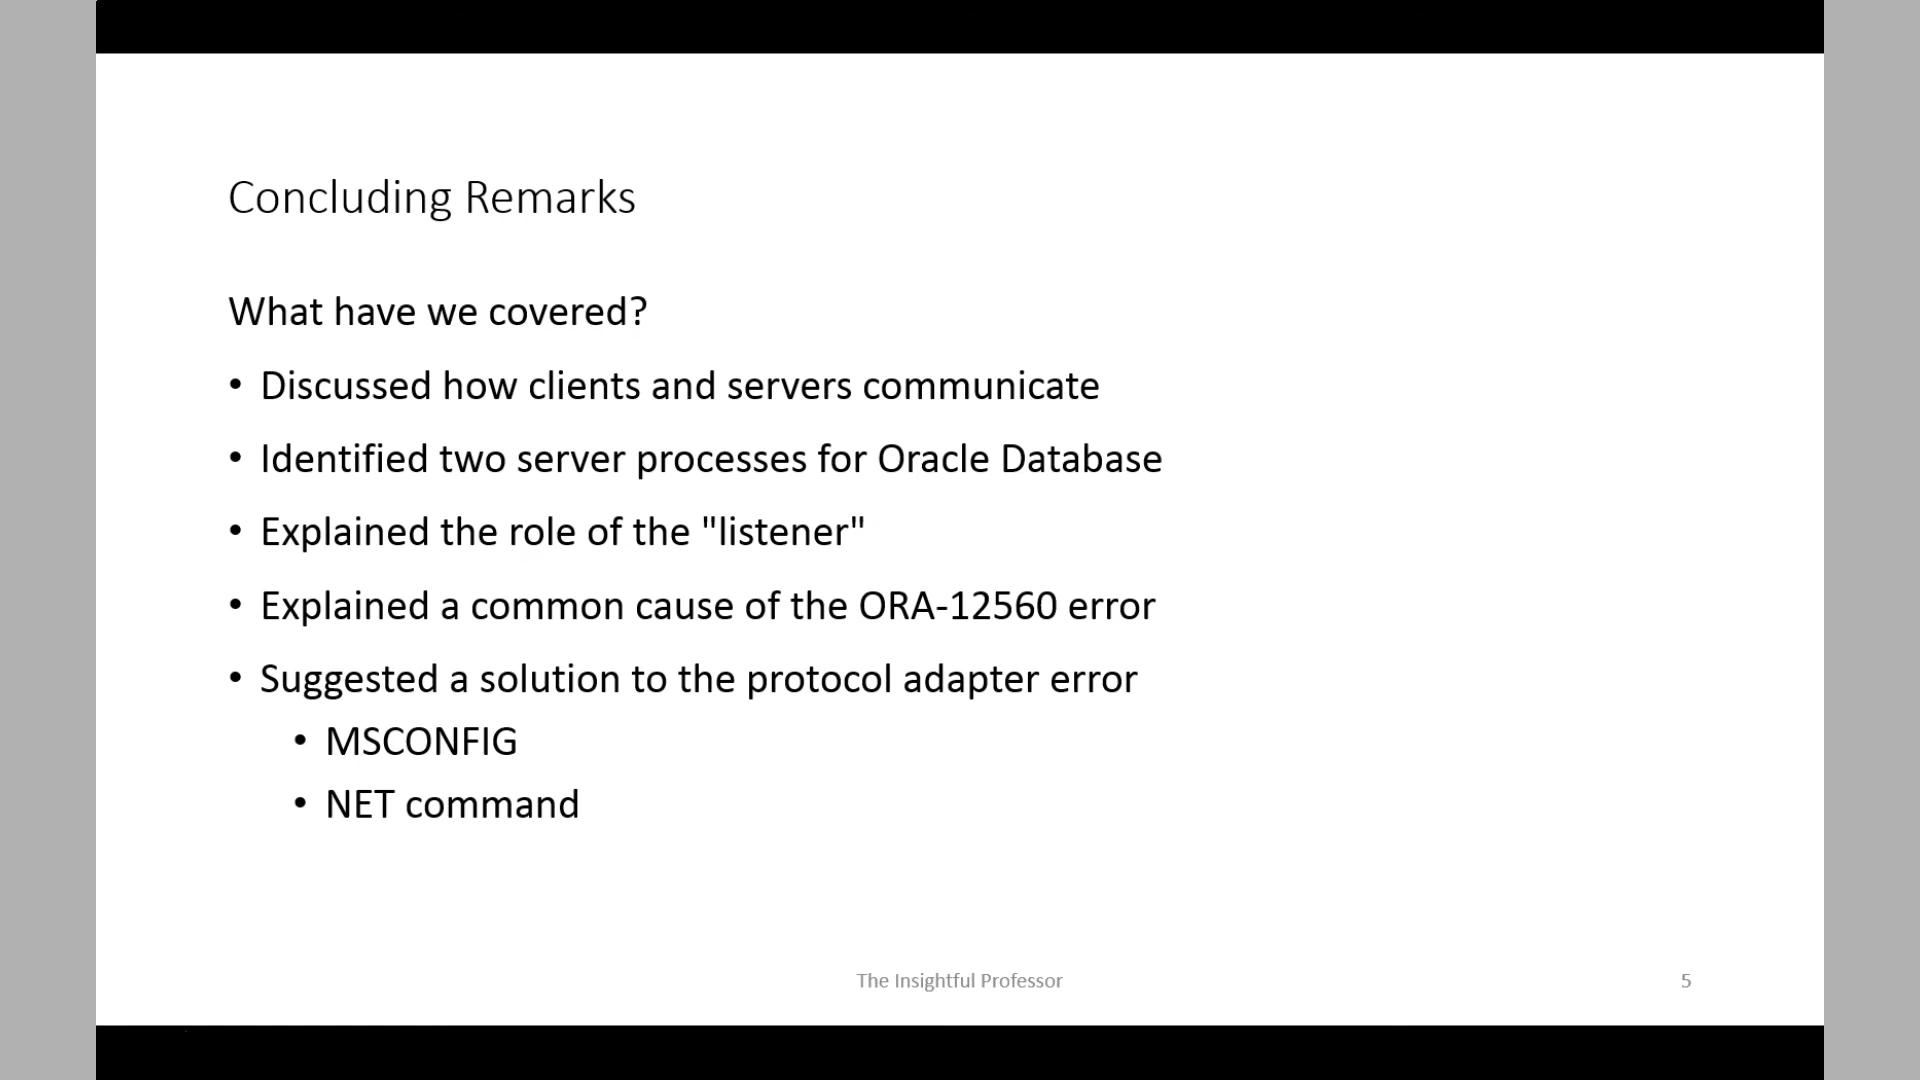 Concluding Remarks
What have we covered?
• Discussed how clients and servers communicate
• Identified two server processes for Oracle Database
• Explained the role of the "listener"
• Explained a common cause of the ORA-12560 error
• Suggested a solution to the protocol adapter error
• MSCONFIG
• NET command
The Insightful Professor
5